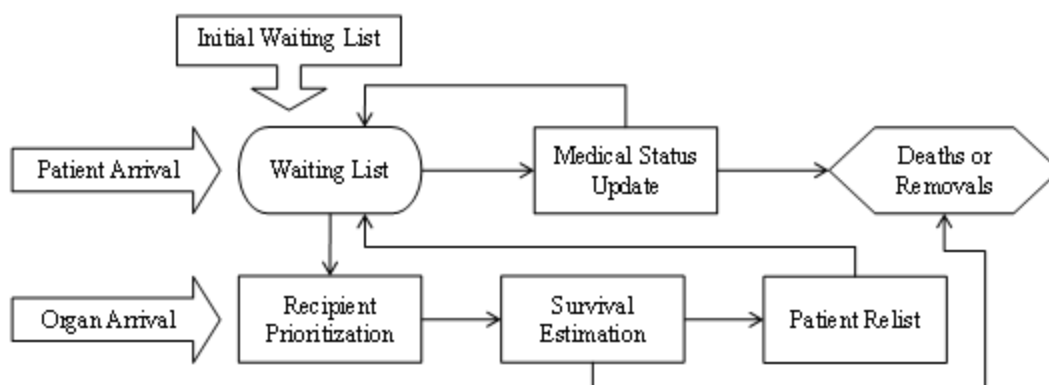 Initial Waiting List
Patient Arrival
Waiting List
Medical Status
Update
Deaths or
Removals
Organ Arrival
Recipient
Prioritization
Survival
Estimation
Patient Relist